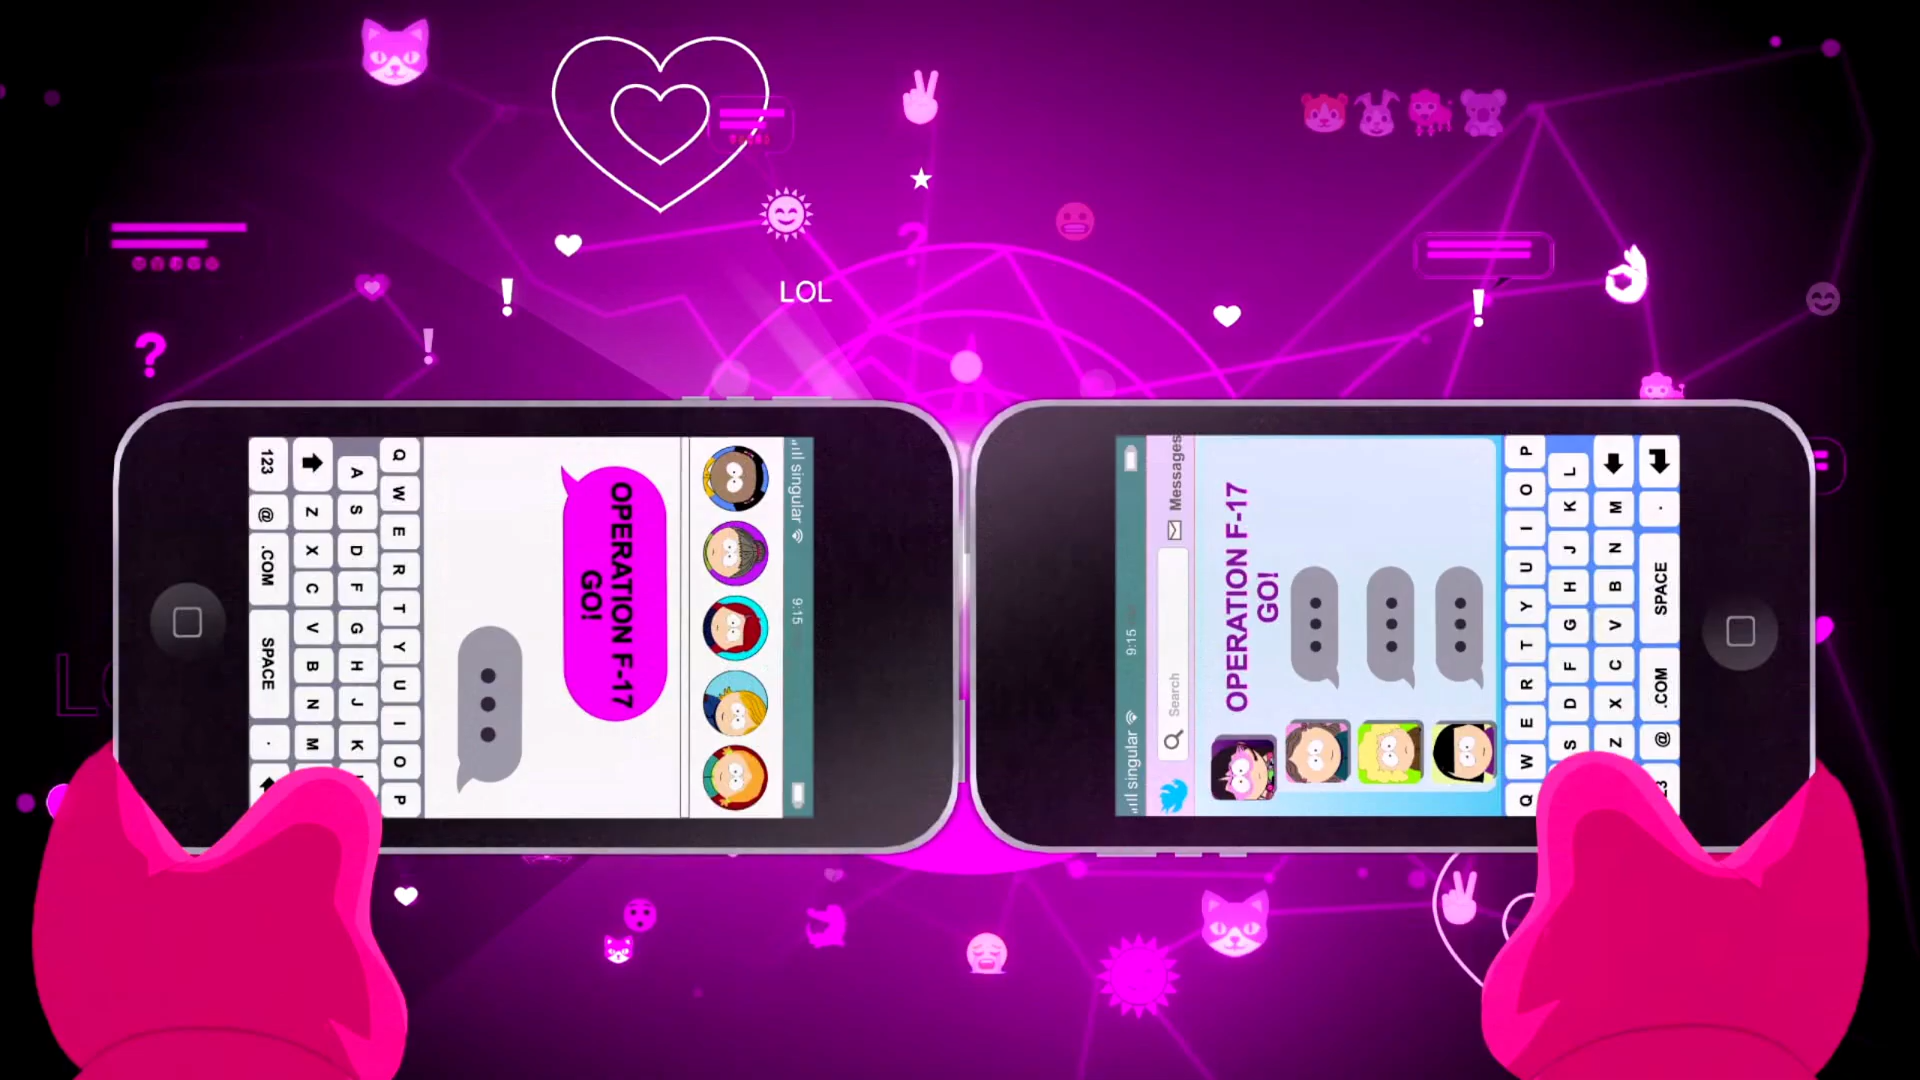 LOL
?
!
!
?
!
singular
9:15
OPERATION F-17
GO!
Q W E R T Y U I O P
A S D F G H J K
Z X C V B N M
123 @ .COM SPACE .
singular
9:15
Messages
Search
OPERATION F-17
GO!
Q W E R T Y U I O P
S D F G H J K L
Z X C V B N M
@ .COM SPACE .